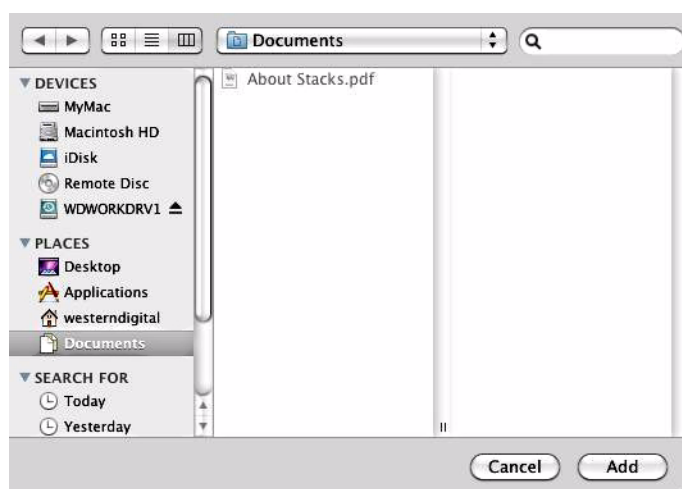 Documents
DEVICES
MyMac
Macintosh HD
iDisk
Remote Disc
WDWORKDRV1
PLACES
Desktop
Applications
westerndigital
Documents
SEARCH FOR
Today
Yesterday
About Stacks.pdf
Cancel
Add